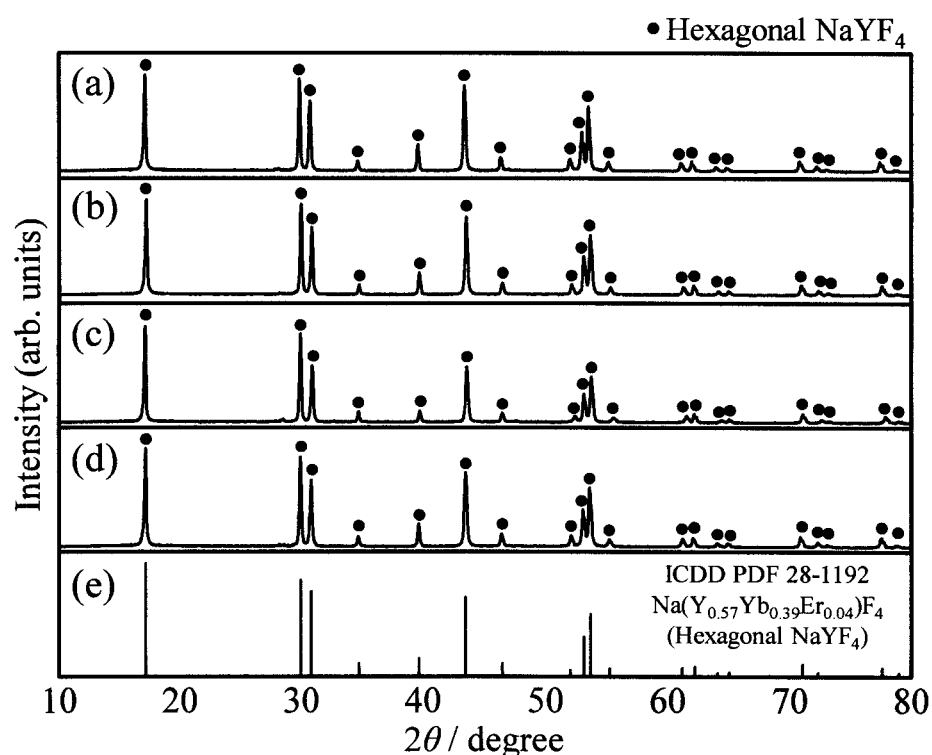 ● Hexagonal NaYF₄
(a)
(b)
(c)
(d)
(e)
ICDD PDF 28-1192
Na(Y₀.₅₇Yb₀.₃₉Er₀.₀₄)F₄
(Hexagonal NaYF₄)
Intensity (arb. units)
10 20 30 40 50 60 70 80
2θ / degree